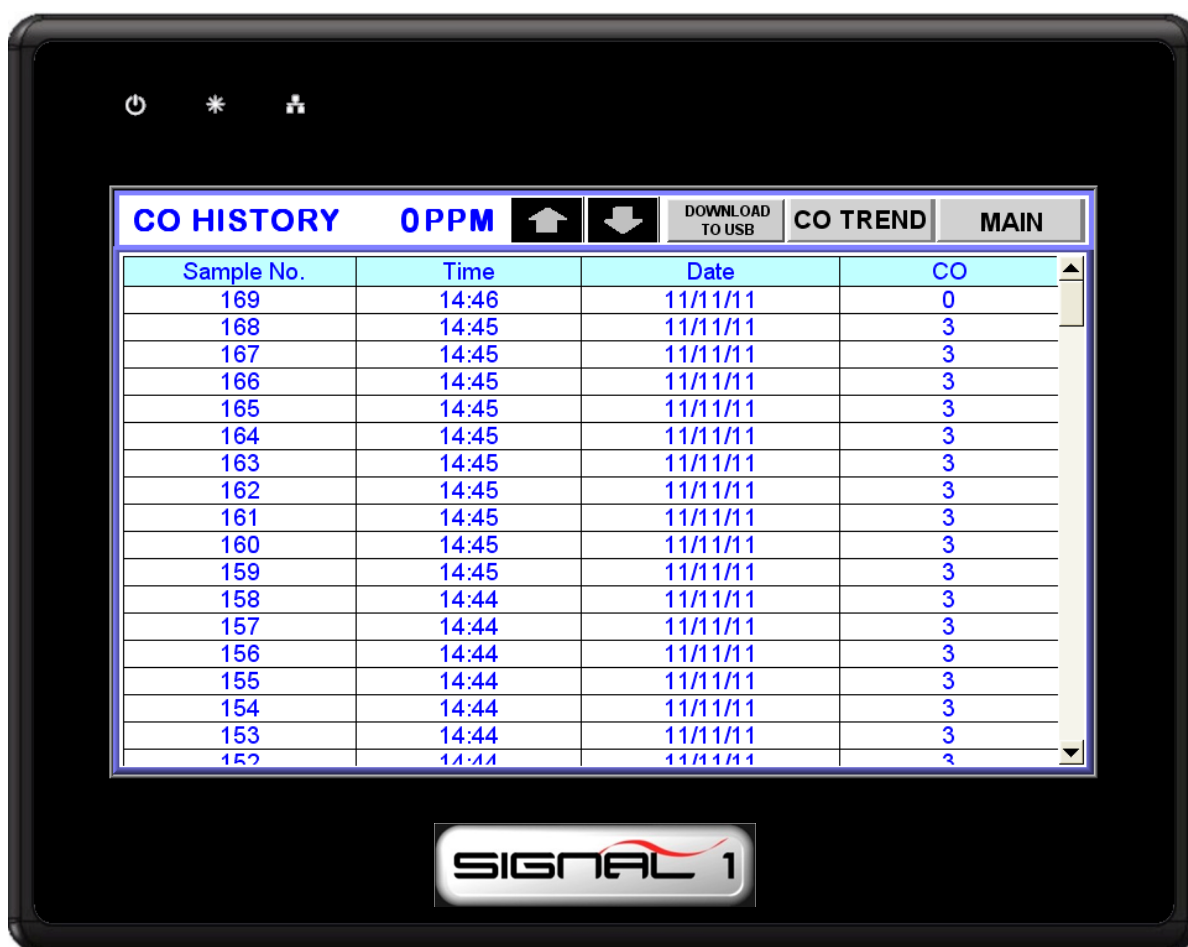 CO HISTORY 0PPM DOWNLOAD TO USB CO TREND MAIN
Sample No. Time Date CO
169 14:46 11/11/11 0
168 14:45 11/11/11 3
167 14:45 11/11/11 3
166 14:45 11/11/11 3
165 14:45 11/11/11 3
164 14:45 11/11/11 3
163 14:45 11/11/11 3
162 14:45 11/11/11 3
161 14:45 11/11/11 3
160 14:45 11/11/11 3
159 14:45 11/11/11 3
158 14:44 11/11/11 3
157 14:44 11/11/11 3
156 14:44 11/11/11 3
155 14:44 11/11/11 3
154 14:44 11/11/11 3
153 14:44 11/11/11 3
152 14:44 11/11/11 3
SIGNAL 1